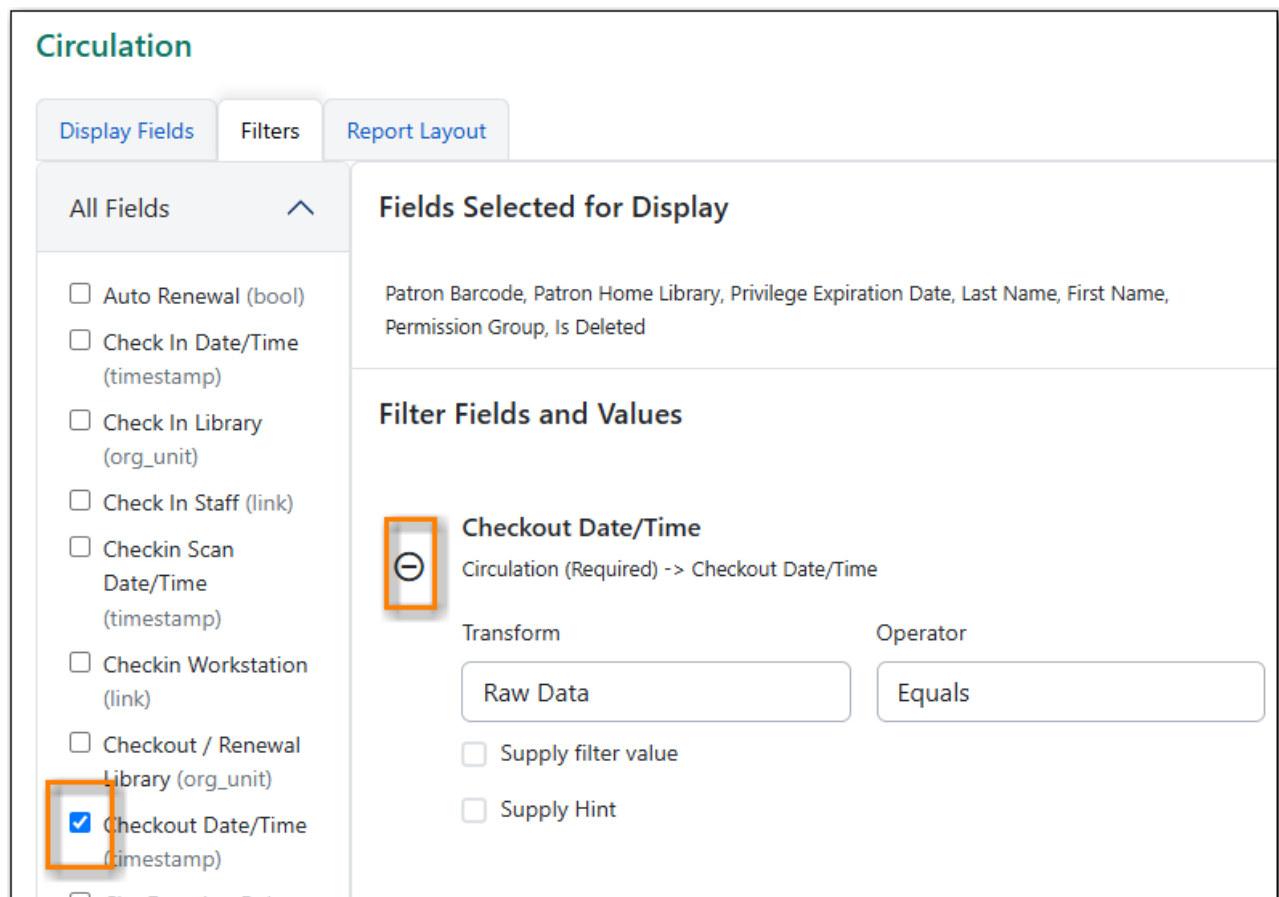 Circulation
Display Fields
Filters
Report Layout
All Fields
Auto Renewal (bool)
Check In Date/Time
(timestamp)
Check In Library
(org_unit)
Check In Staff (link)
Checkin Scan
Date/Time
(timestamp)
Checkin Workstation
(link)
Checkout / Renewal
Library (org_unit)
Checkout Date/Time
(timestamp)
Fields Selected for Display
Patron Barcode, Patron Home Library, Privilege Expiration Date, Last Name, First Name,
Permission Group, Is Deleted
Filter Fields and Values
Checkout Date/Time
Circulation (Required) -> Checkout Date/Time
Transform
Operator
Raw Data
Equals
Supply filter value
Supply Hint